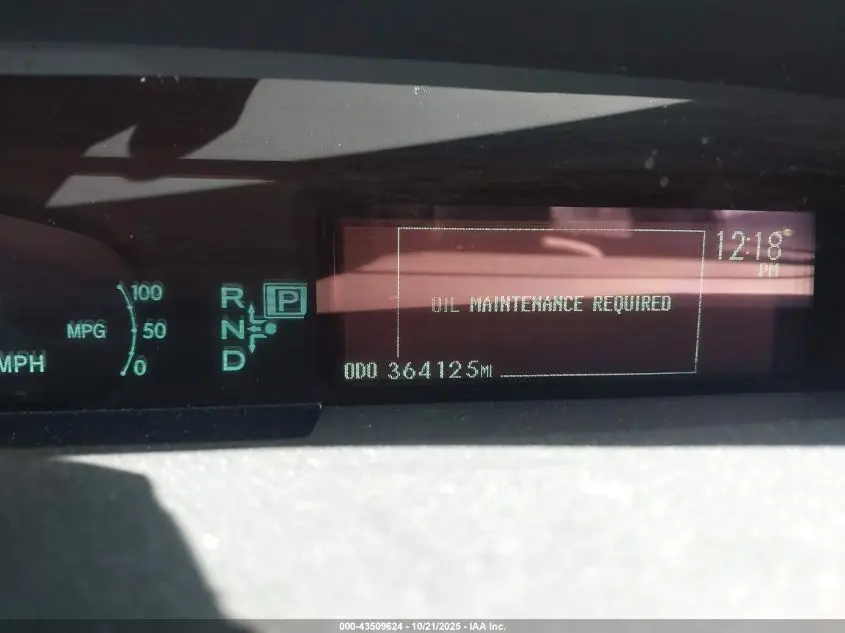 12:18
PM
100
R P
OIL MAINTENANCE REQUIRED
MPG 50
N
MPH
0
D
ODO 364125MI
000-43509624 - 10/21/2025 - IAA Inc.